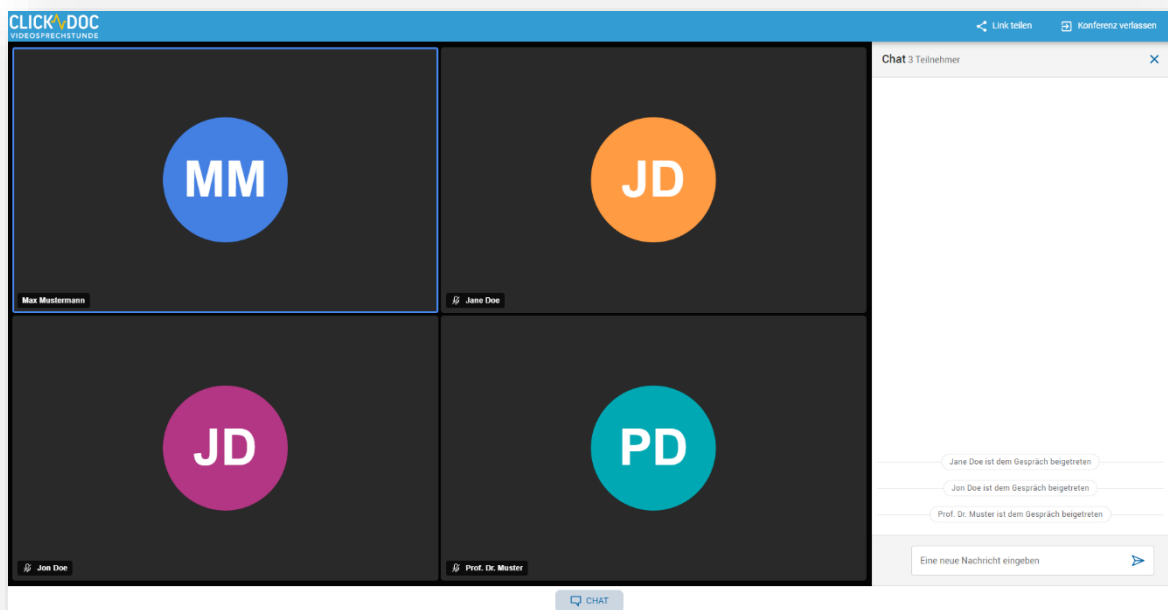 CLICK DOC
VIDEOSPRECHSTUNDE
Link teilen
Konferenz verlassen
MM
Max Mustermann
JD
Jane Doe
JD
Jon Doe
PD
Prof. Dr. Muster
Chat 3 Teilnehmer
Jane Doe ist dem Gespräch beigetreten
Jon Doe ist dem Gespräch beigetreten
Prof. Dr. Muster ist dem Gespräch beigetreten
Eine neue Nachricht eingeben
CHAT